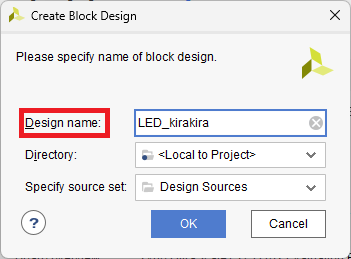 Create Block Design
Please specify name of block design.
Design name: LED_kirakira
Directory: <Local to Project>
Specify source set: Design Sources
? OK Cancel